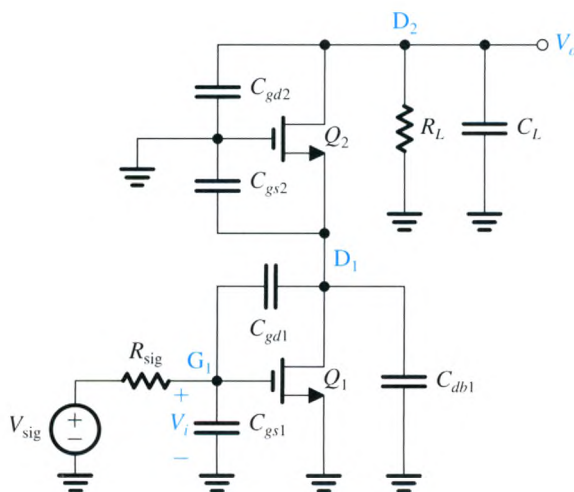 D2
Vo
Cgd2
Q2
RL
CL
Cgs2
D1
Cgd1
G1
Rsig
Q1
Cdb1
+
Vsig
+
−
Vi
Cgs1
−